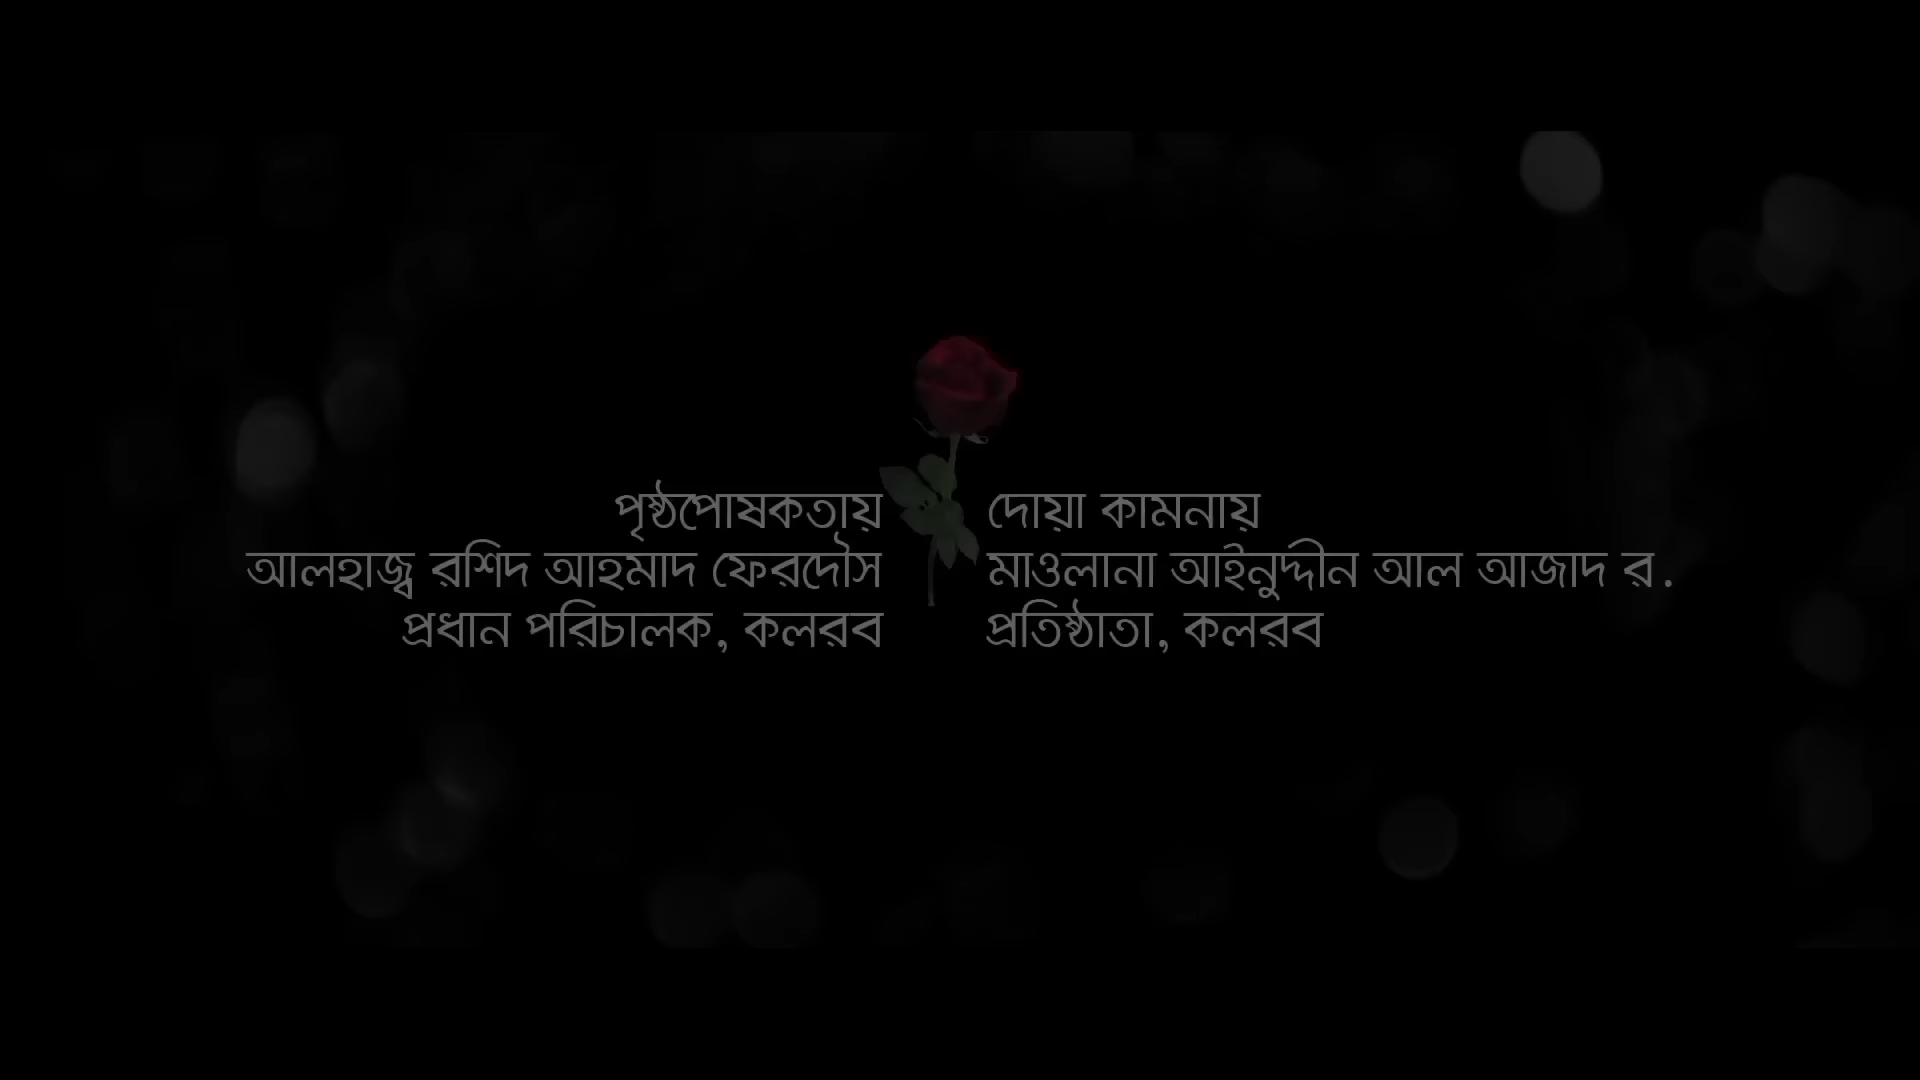 পৃষ্ঠপোষকতায়
আলহাজ্ব রশিদ আহমাদ ফেরদৌস
প্রধান পরিচালক, কলরব
দোয়া কামনায়
মাওলানা আইনুদ্দীন আল আজাদ র.
প্রতিষ্ঠাতা, কলরব